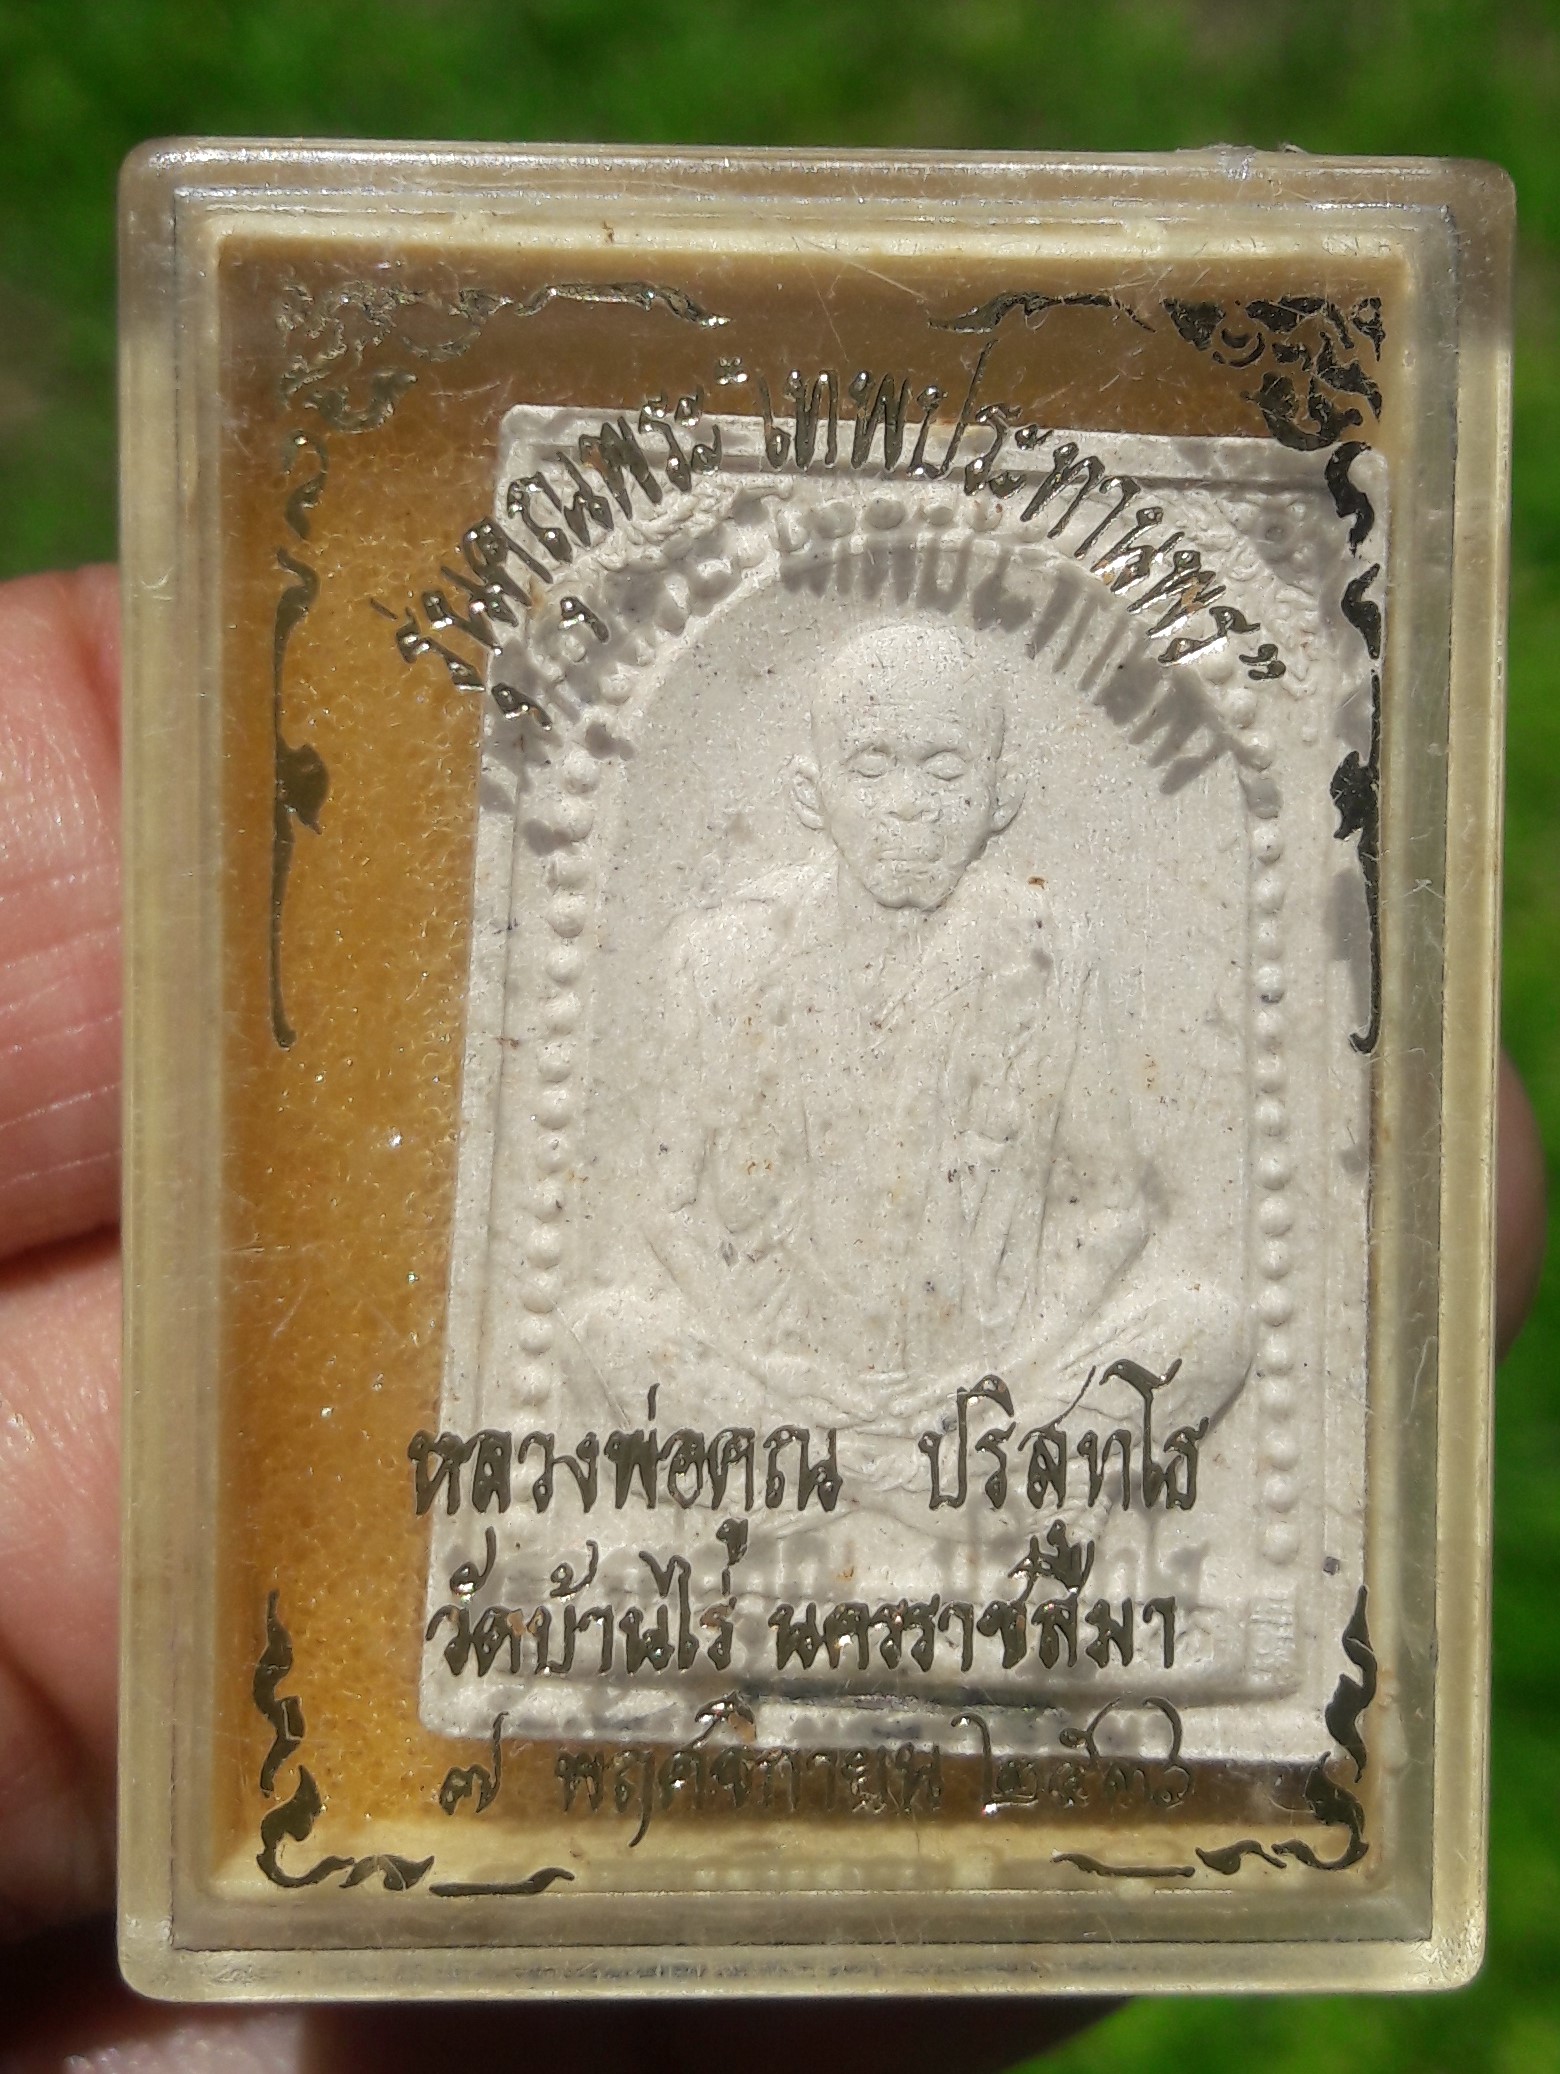 รุ่นคูณพระ "เทพประทานพร"
หลวงพ่อคูณ ปริสุทโธ
วัดบ้านไร่ นครราชสีมา
๗ พฤศจิกายน ๒๕๓๖